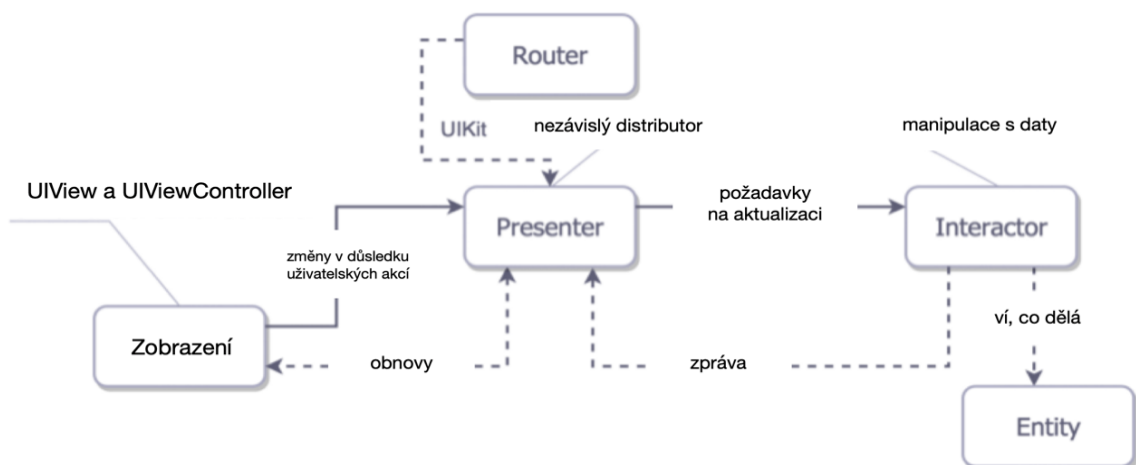 Router
UIKit
nezávislý distributor
manipulace s daty
UIView a UIViewController
požadavky
na aktualizaci
Presenter
Interactor
změny v důsledku
uživatelských akcí
Zobrazení
obnovy
zpráva
ví, co dělá
Entity